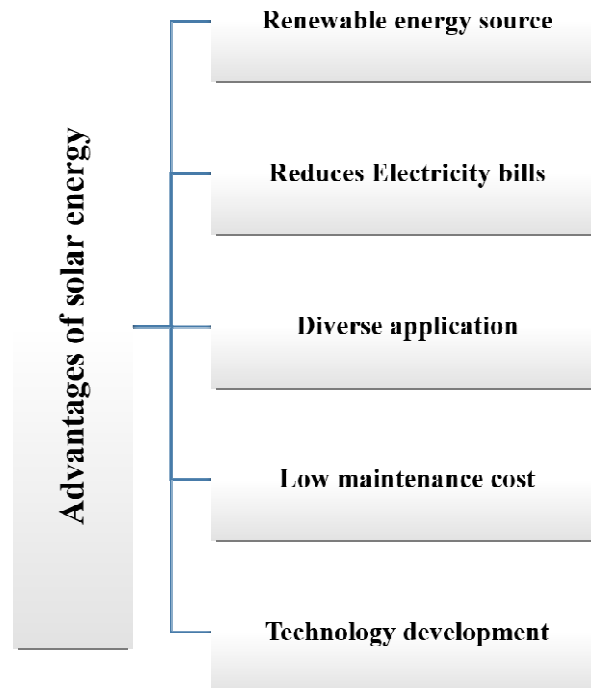 Advantages of solar energy
Renewable energy source
Reduces Electricity bills
Diverse application
Low maintenance cost
Technology development